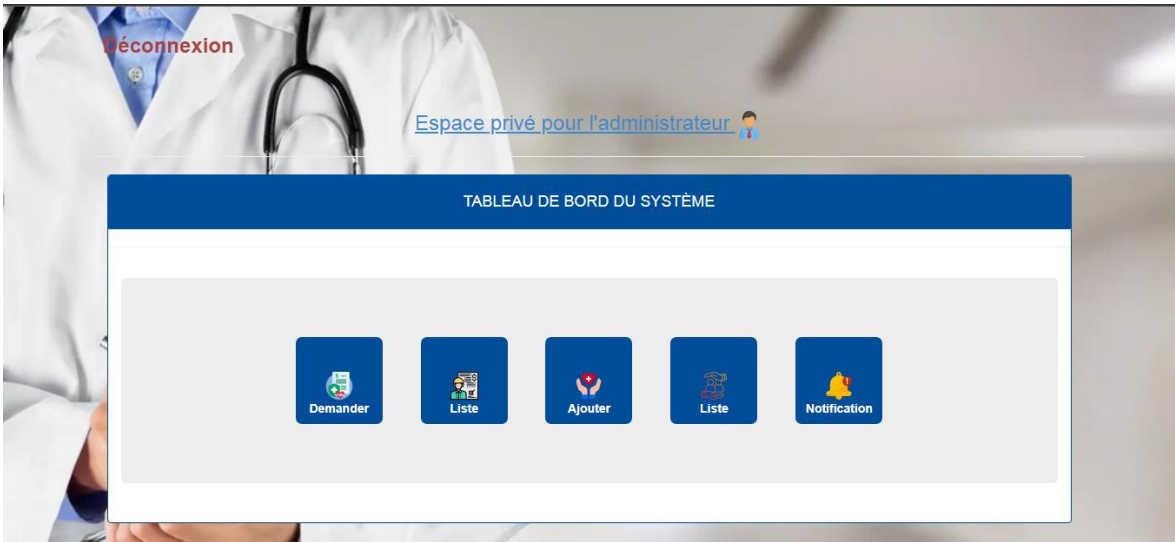 Déconnexion
Espace privé pour l'administrateur
TABLEAU DE BORD DU SYSTÈME
Demander
Liste
Ajouter
Liste
Notification